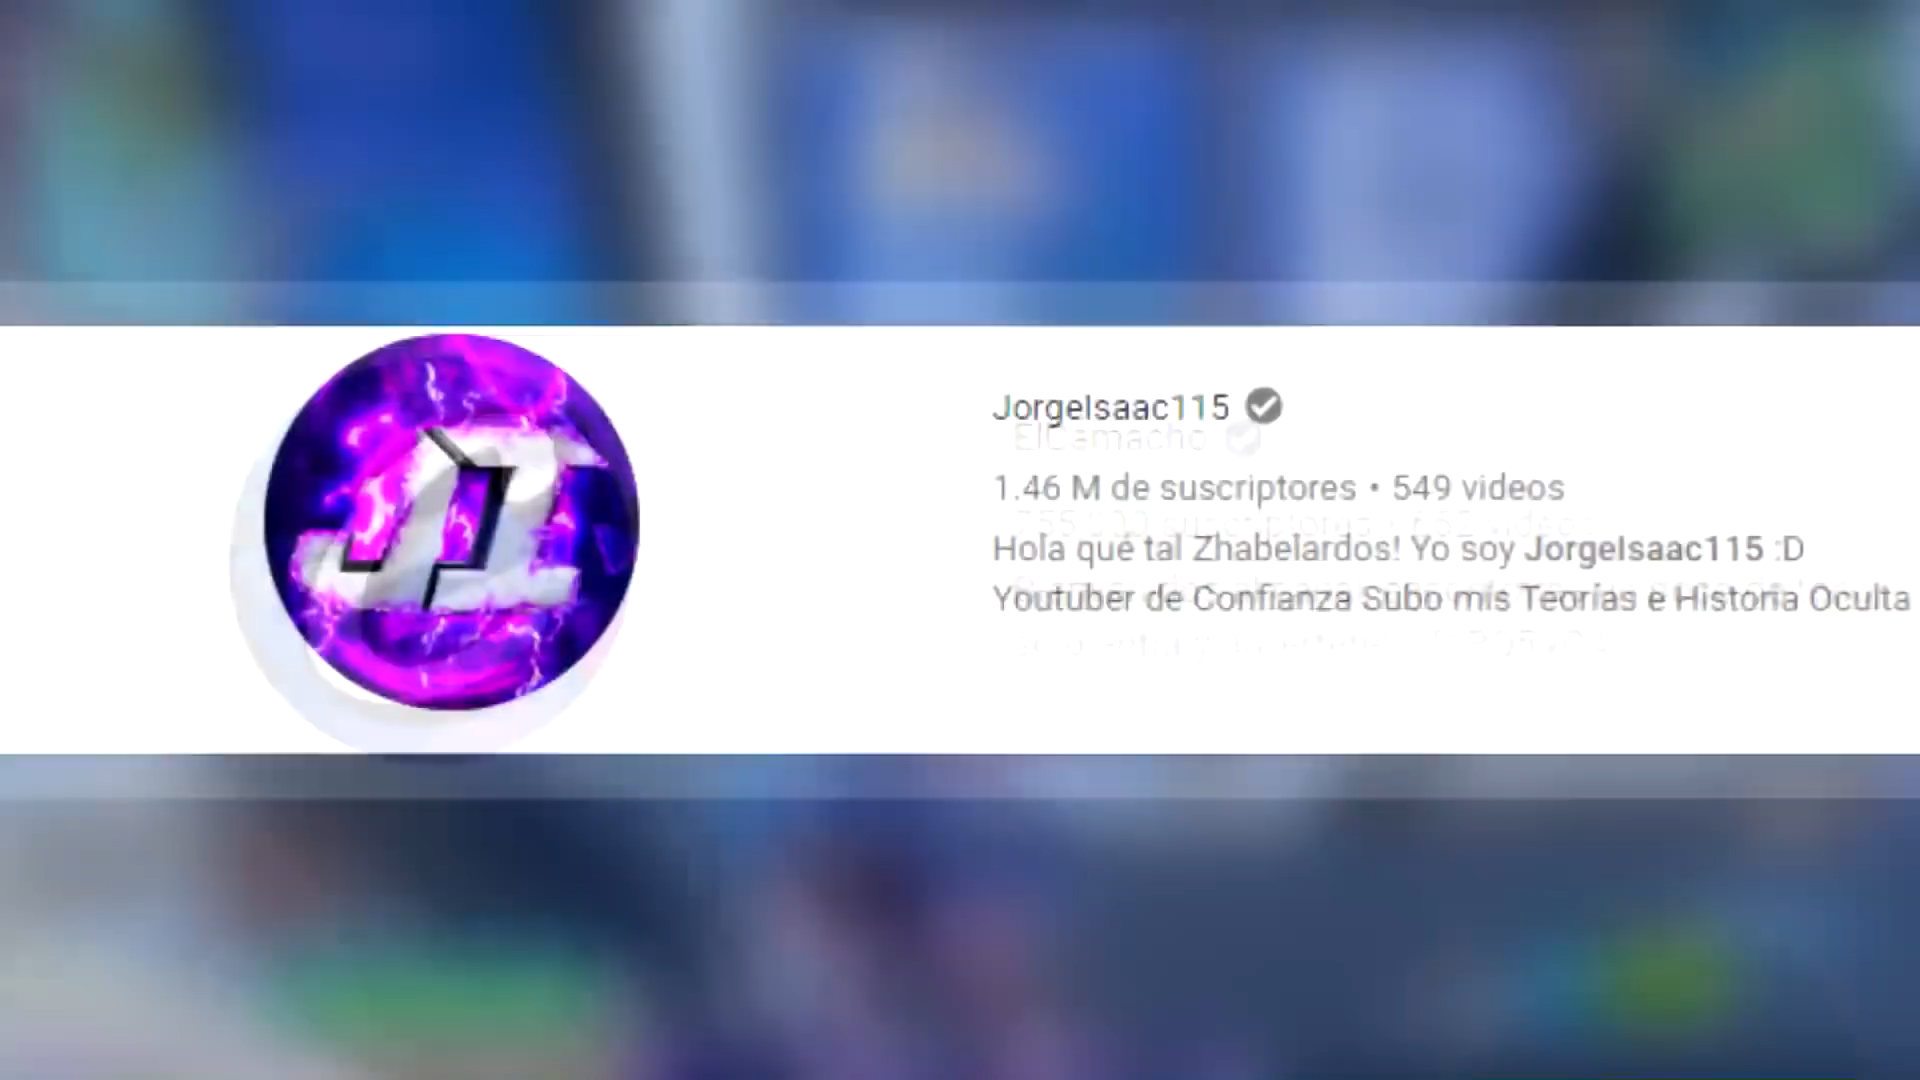 JorgeIsaac115
ElCamacho
1.46 M de suscriptores • 549 videos
Hola qué tal Zhabelardos! Yo soy JorgeIsaac115 :D
Youtuber de Confianza Subo mis Teorías e Historia Oculta